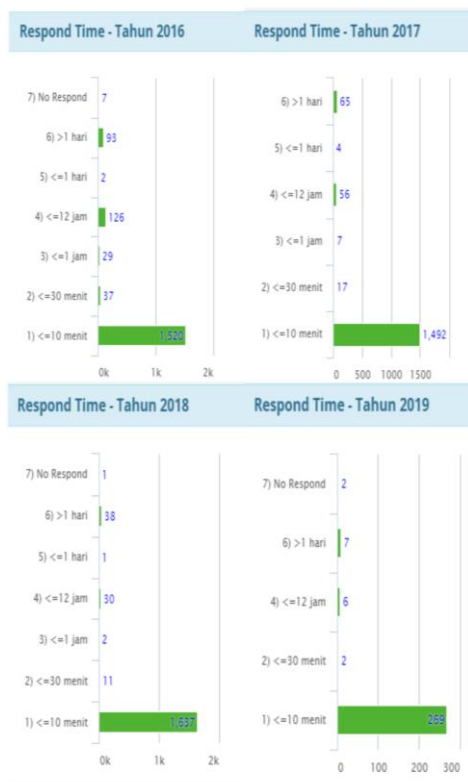 Respond Time - Tahun 2016
7) No Respond 7
6) >1 hari 93
5) <=1 hari 2
4) <=12 jam 126
3) <=1 jam 29
2) <=30 menit 37
1) <=10 menit 1,520
0k 1k 2k
Respond Time - Tahun 2017
6) >1 hari 65
5) <=1 hari 4
4) <=12 jam 56
3) <=1 jam 7
2) <=30 menit 17
1) <=10 menit 1,492
0 500 1000 1500
Respond Time - Tahun 2018
7) No Respond 1
6) >1 hari 38
5) <=1 hari 1
4) <=12 jam 30
3) <=1 jam 2
2) <=30 menit 11
1) <=10 menit 1,637
0k 1k 2k
Respond Time - Tahun 2019
7) No Respond 2
6) >1 hari 7
4) <=12 jam 6
2) <=30 menit 2
1) <=10 menit 269
0 100 200 300